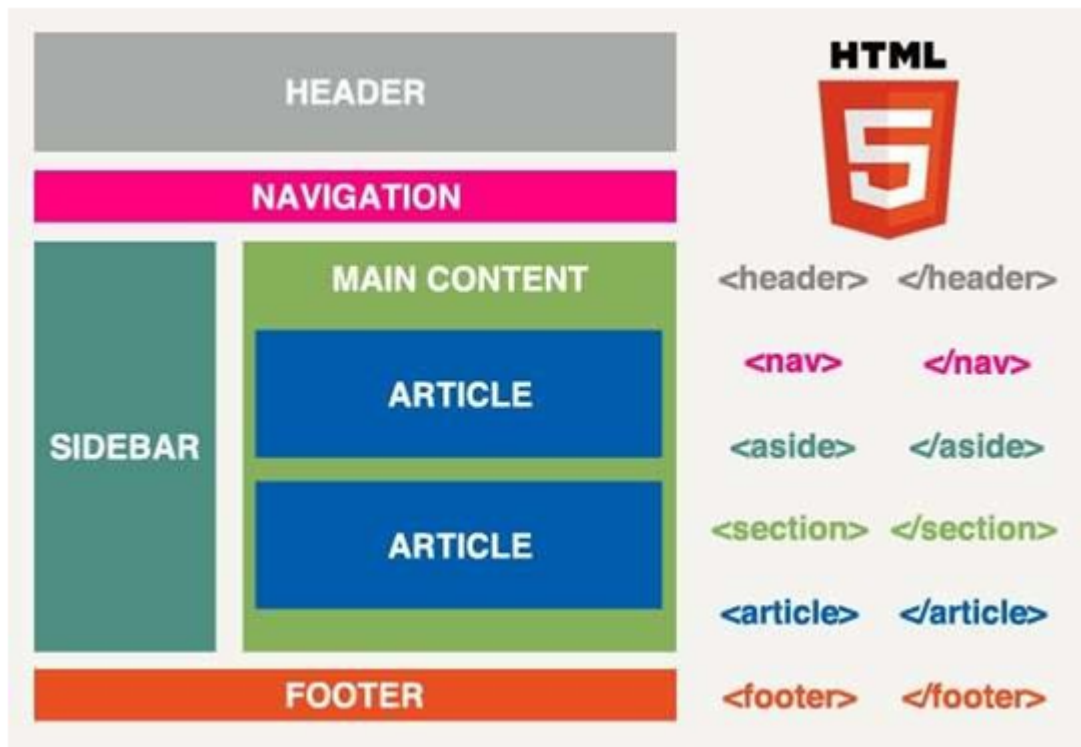 HEADER
NAVIGATION
SIDEBAR
MAIN CONTENT
ARTICLE
ARTICLE
FOOTER
HTML
5
<header> </header>
<nav> </nav>
<aside> </aside>
<section> </section>
<article> </article>
<footer> </footer>